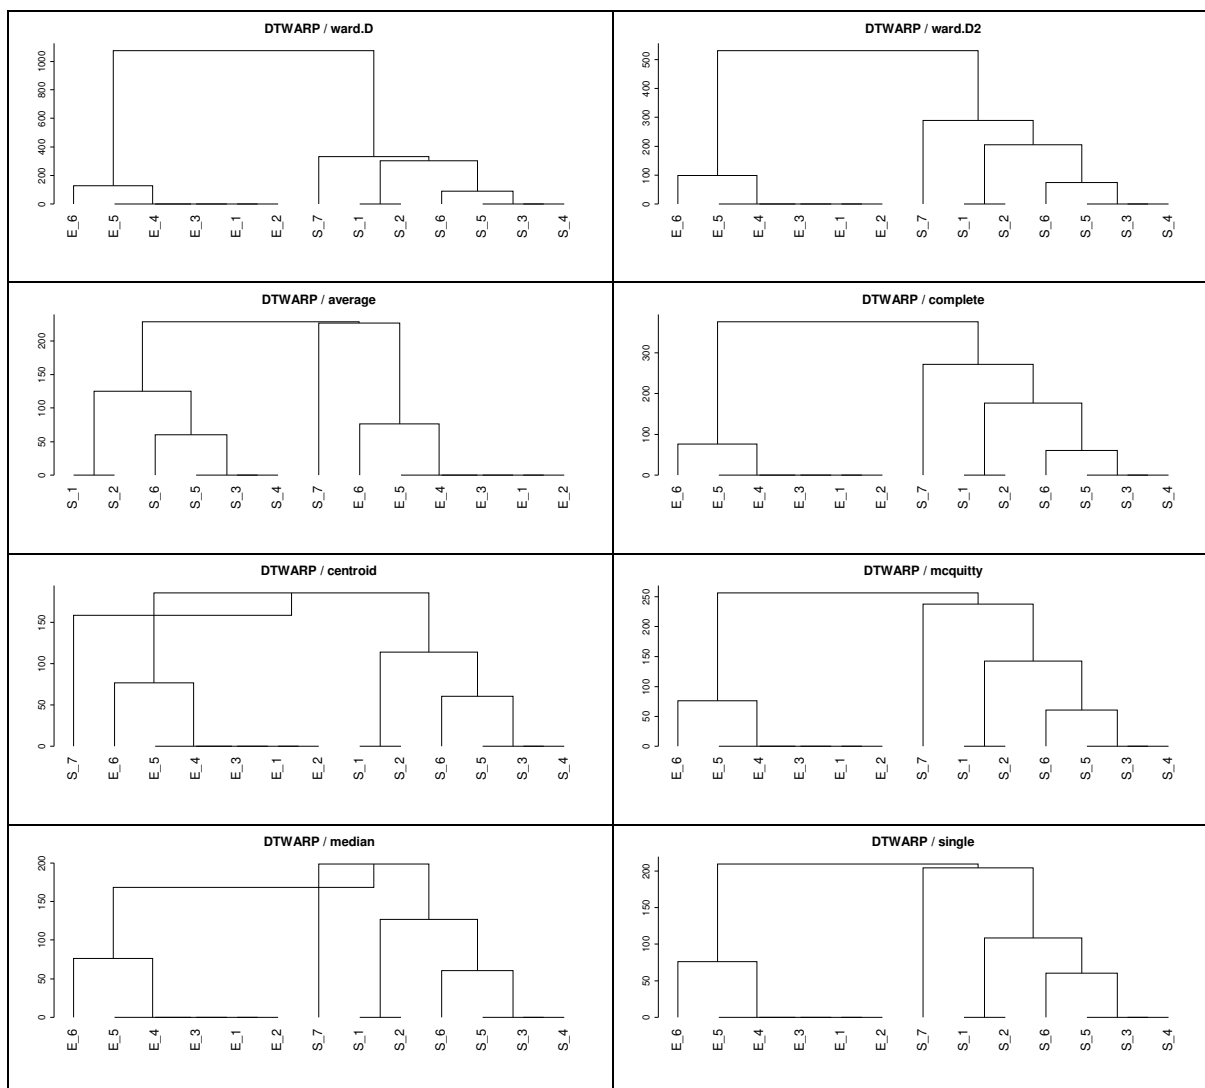 DTWARP / ward.D
0 200 400 600 800 1000
E_6 E_5 E_4 E_3 E_1 E_2 S_7 S_1 S_2 S_6 S_5 S_3 S_4
DTWARP / ward.D2
0 100 200 300 400 500
E_6 E_5 E_4 E_3 E_1 E_2 S_7 S_1 S_2 S_6 S_5 S_3 S_4
DTWARP / average
0 50 100 150 200
S_1 S_2 S_6 S_5 S_3 S_4 S_7 E_6 E_5 E_4 E_3 E_1 E_2
DTWARP / complete
0 100 200 300
E_6 E_5 E_4 E_3 E_1 E_2 S_7 S_1 S_2 S_6 S_5 S_3 S_4
DTWARP / centroid
0 50 100 150
S_7 E_6 E_5 E_4 E_3 E_1 E_2 S_1 S_2 S_6 S_5 S_3 S_4
DTWARP / mcquitty
0 50 100 150 200 250
E_6 E_5 E_4 E_3 E_1 E_2 S_7 S_1 S_2 S_6 S_5 S_3 S_4
DTWARP / median
0 50 100 150 200
E_6 E_5 E_4 E_3 E_1 E_2 S_7 S_1 S_2 S_6 S_5 S_3 S_4
DTWARP / single
0 50 100 150 200
E_6 E_5 E_4 E_3 E_1 E_2 S_7 S_1 S_2 S_6 S_5 S_3 S_4